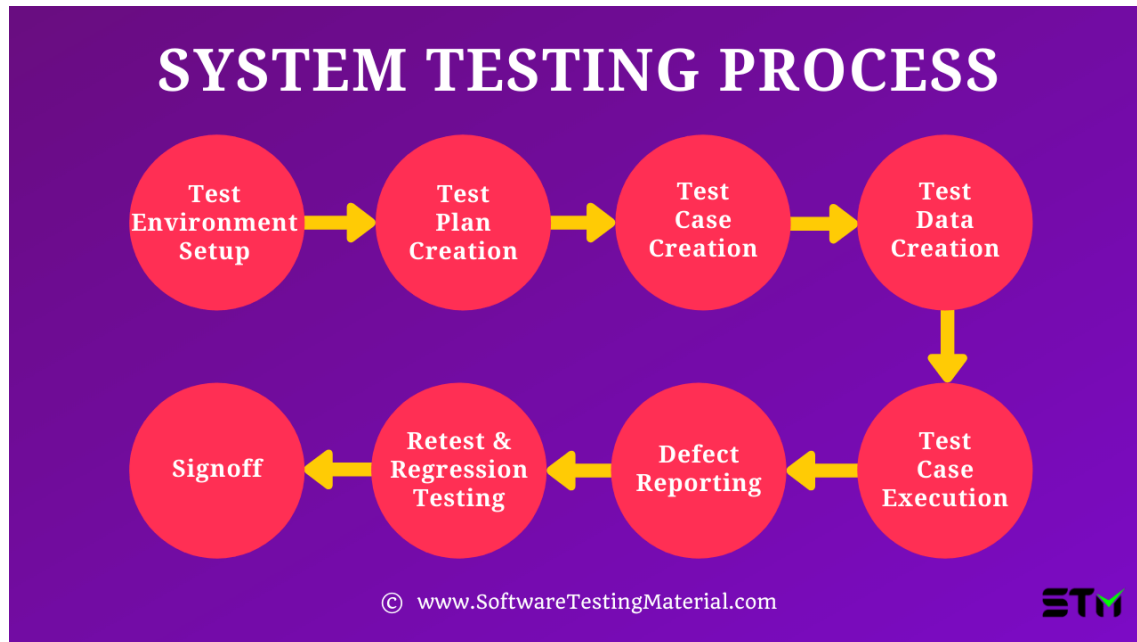 SYSTEM TESTING PROCESS
Test
Environment
Setup
Test
Plan
Creation
Test
Case
Creation
Test
Data
Creation
Test
Case
Execution
Defect
Reporting
Retest &
Regression
Testing
Signoff
© www.SoftwareTestingMaterial.com
STM